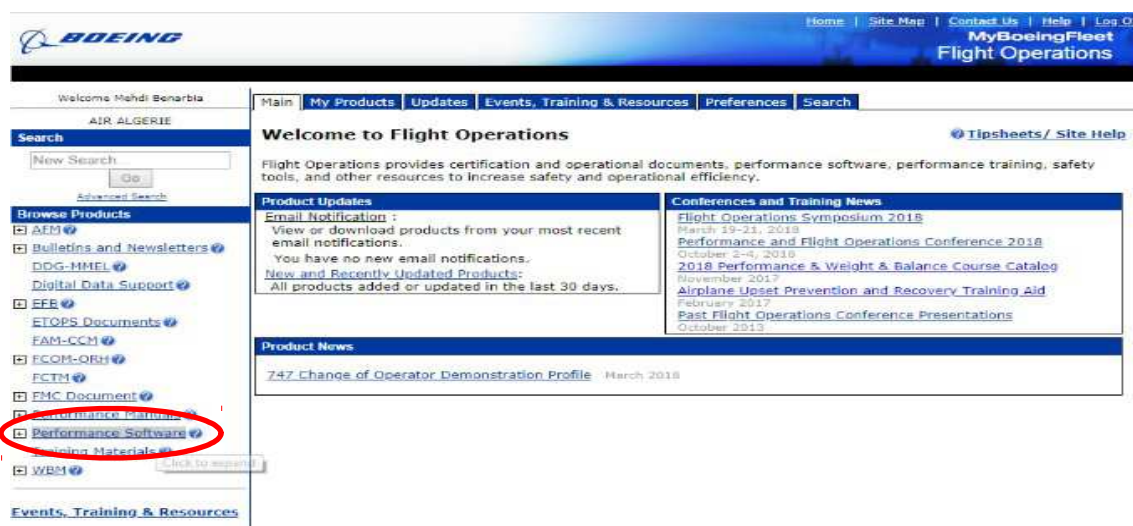 BOEING
Home | Site Map | Contact Us | Help | Log O
MyBoeingFleet
Flight Operations
Welcome Mehdi Benarbia
AIR ALGERIE
Search
New Search...
Go
Advanced Search
Browse Products
AFM
Bulletins and Newsletters
DDG-MMEL
Digital Data Support
EFB
ETOPS Documents
FAM-CCM
FCOM-QRH
FCTM
FMC Document
Performance Manuals
Performance Software
Training Materials
Click to expand
WBM
Events, Training & Resources
Main My Products Updates Events, Training & Resources Preferences Search
Welcome to Flight Operations
Tipsheets/ Site Help
Flight Operations provides certification and operational documents, performance software, performance training, safety
tools, and other resources to increase safety and operational efficiency.
Product Updates
Email Notification :
View or download products from your most recent
email notifications.
You have no new email notifications.
New and Recently Updated Products:
All products added or updated in the last 30 days.
Conferences and Training News
Flight Operations Symposium 2018
March 19-21, 2018
Performance and Flight Operations Conference 2018
October 2-4, 2018
2018 Performance & Weight & Balance Course Catalog
November 2017
Airplane Upset Prevention and Recovery Training Aid
February 2017
Past Flight Operations Conference Presentations
October 2013
Product News
747 Change of Operator Demonstration Profile March 2018